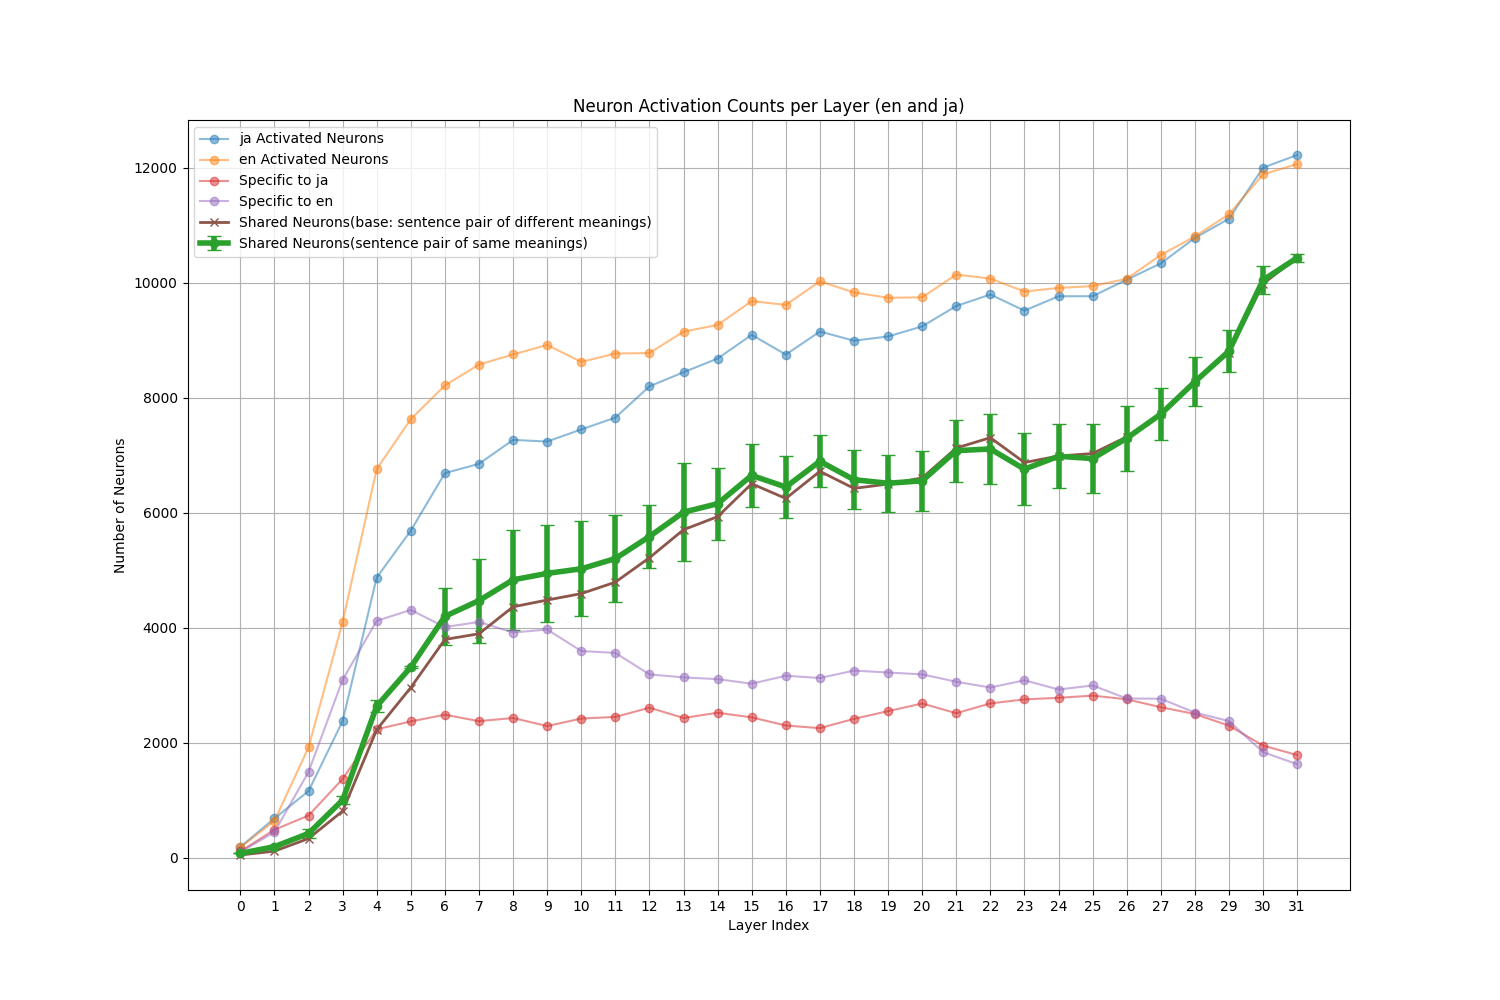 Neuron Activation Counts per Layer (en and ja)
ja Activated Neurons
en Activated Neurons
Specific to ja
Specific to en
Shared Neurons(base: sentence pair of different meanings)
Shared Neurons(sentence pair of same meanings)
12000
10000
8000
6000
4000
2000
0
Number of Neurons
0 1 2 3 4 5 6 7 8 9 10 11 12 13 14 15 16 17 18 19 20 21 22 23 24 25 26 27 28 29 30 31
Layer Index